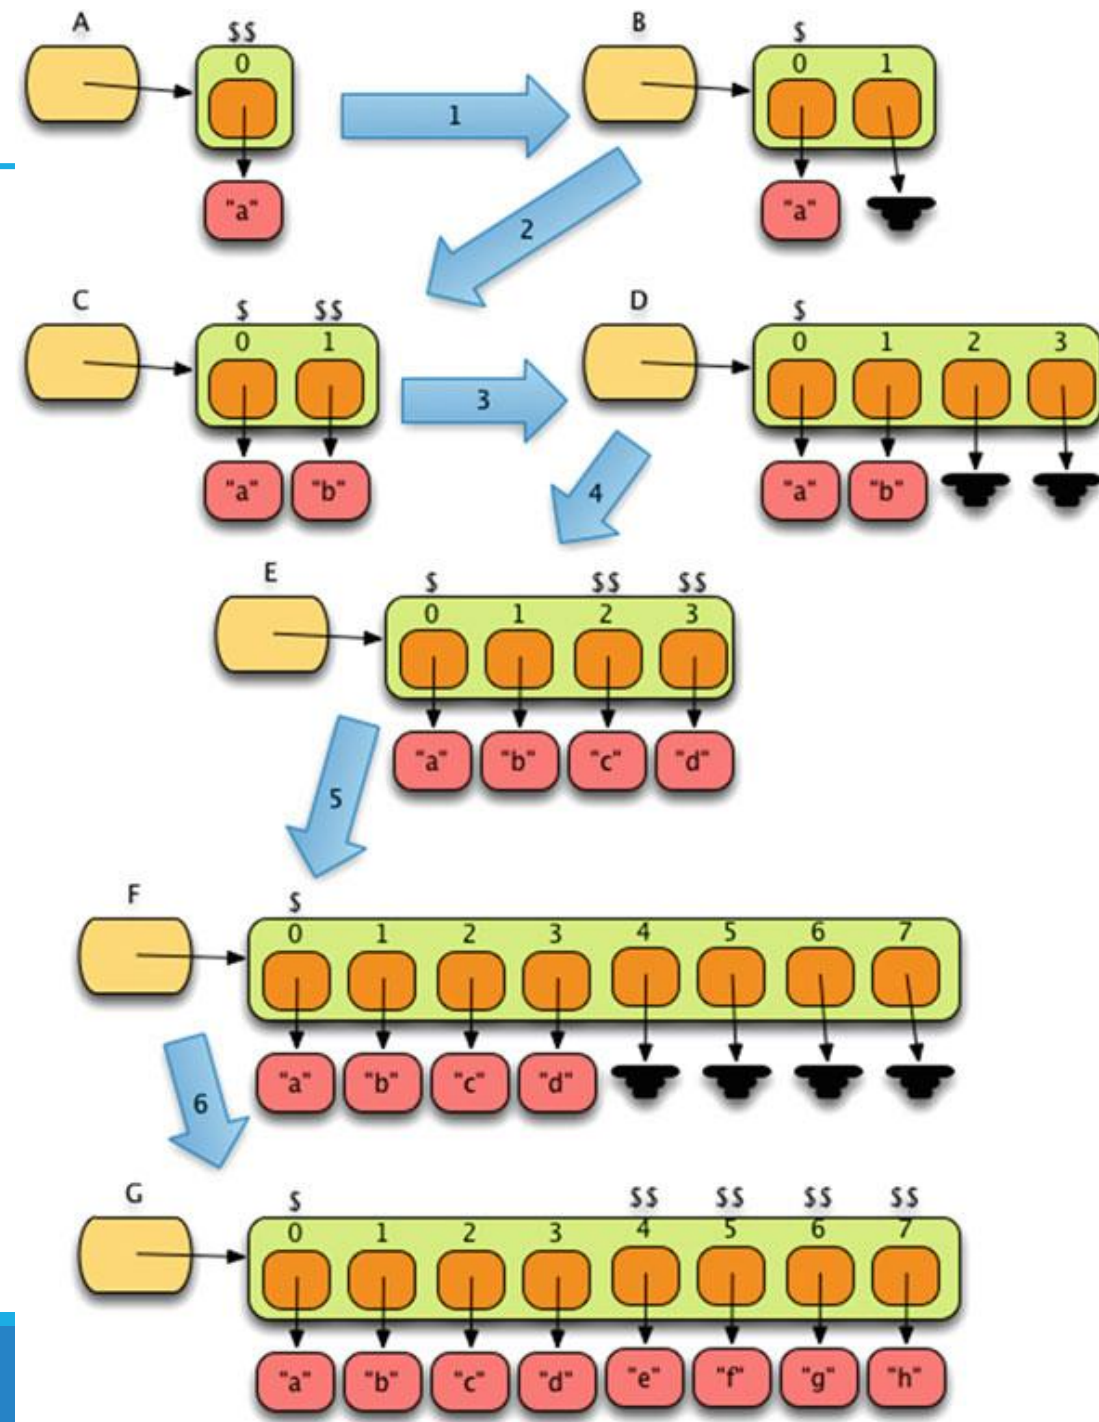 A
$$
0
"a"
1
B
$
0 1
"a"
2
C
$ $$
0 1
"a" "b"
3
D
$
0 1 2 3
"a" "b"
4
E
$ $$ $$
0 1 2 3
"a" "b" "c" "d"
5
F
$
0 1 2 3 4 5 6 7
"a" "b" "c" "d"
6
G
$ $$ $$ $$ $$
0 1 2 3 4 5 6 7
"a" "b" "c" "d" "e" "f" "g" "h"